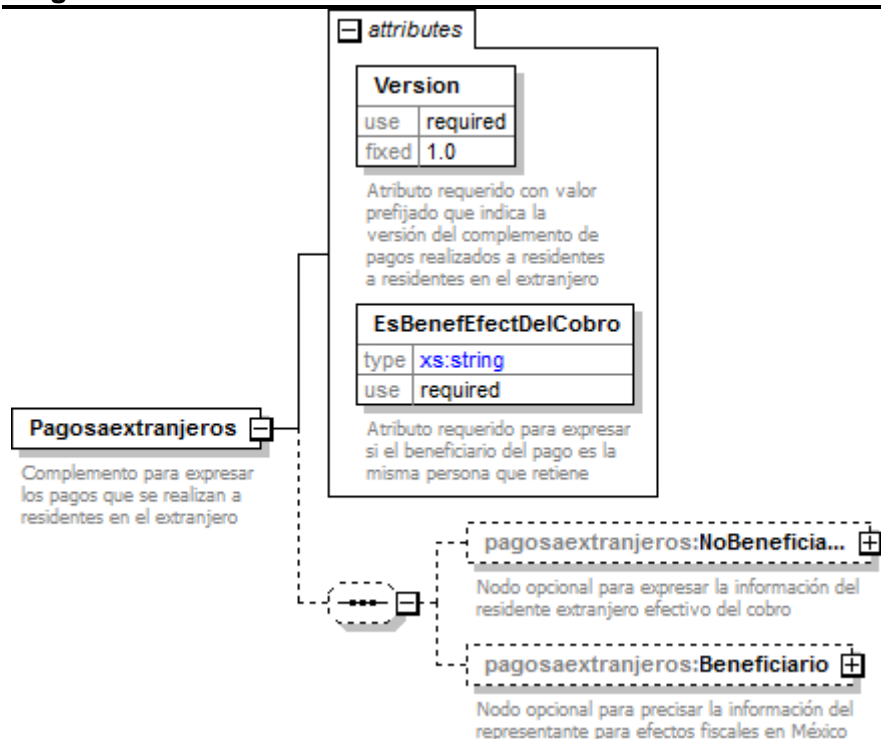 attributes
Version
use required
fixed 1.0
Atributo requerido con valor
prefijado que indica la
versión del complemento de
pagos realizados a residentes
a residentes en el extranjero
EsBenefEfectDelCobro
type xs:string
use required
Atributo requerido para expresar
si el beneficiario del pago es la
misma persona que retiene
Pagosaextranjeros
Complemento para expresar
los pagos que se realizan a
residentes en el extranjero
pagosaextranjeros:NoBeneficia...
Nodo opcional para expresar la información del
residente extranjero efectivo del cobro
pagosaextranjeros:Beneficiario
Nodo opcional para precisar la información del
representante para efectos fiscales en México